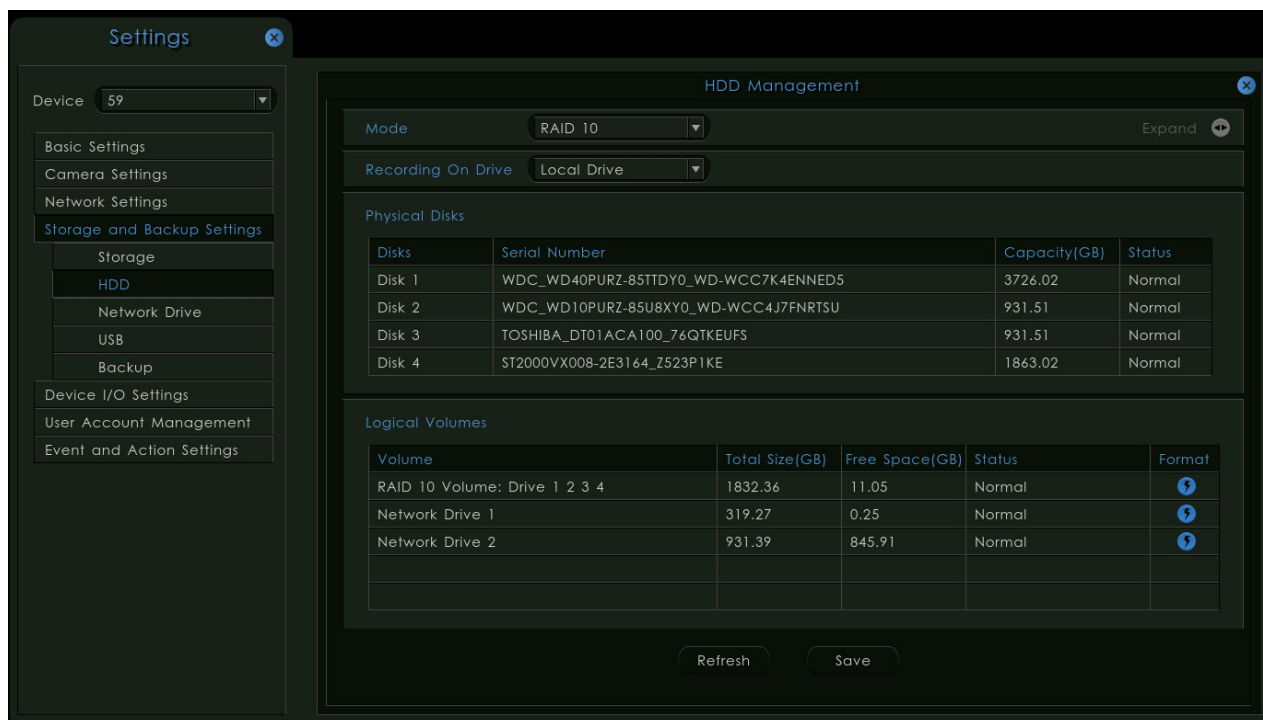 Settings
Device 59
Basic Settings
Camera Settings
Network Settings
Storage and Backup Settings
Storage
HDD
Network Drive
USB
Backup
Device I/O Settings
User Account Management
Event and Action Settings
HDD Management
Mode RAID 10 Expand
Recording On Drive Local Drive
Physical Disks
Disks Serial Number Capacity(GB) Status
Disk 1 WDC_WD40PURZ-85TTDY0_WD-WCC7K4ENNED5 3726.02 Normal
Disk 2 WDC_WD10PURZ-85U8XY0_WD-WCC4J7FNRTSU 931.51 Normal
Disk 3 TOSHIBA_DT01ACA100_76QTKEUFS 931.51 Normal
Disk 4 ST2000VX008-2E3164_Z523P1KE 1863.02 Normal
Logical Volumes
Volume Total Size(GB) Free Space(GB) Status Format
RAID 10 Volume: Drive 1 2 3 4 1832.36 11.05 Normal
Network Drive 1 319.27 0.25 Normal
Network Drive 2 931.39 845.91 Normal
Refresh Save